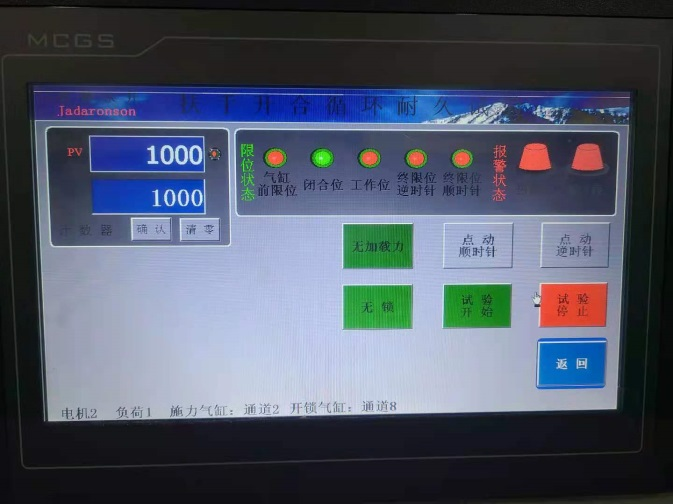 MCGS
Jadaronson
扶手开合循环耐久
PV 1000
1000
计数器 确认 清零
限位状态
气缸前限位
闭合位
工作位
终限位逆时针
终限位顺时针
报警状态
无加载力
点动
顺时针
点动
逆时针
无锁
试验
开始
试验
停止
返回
电机2 负荷1 施力气缸：通道2 开锁气缸：通道8